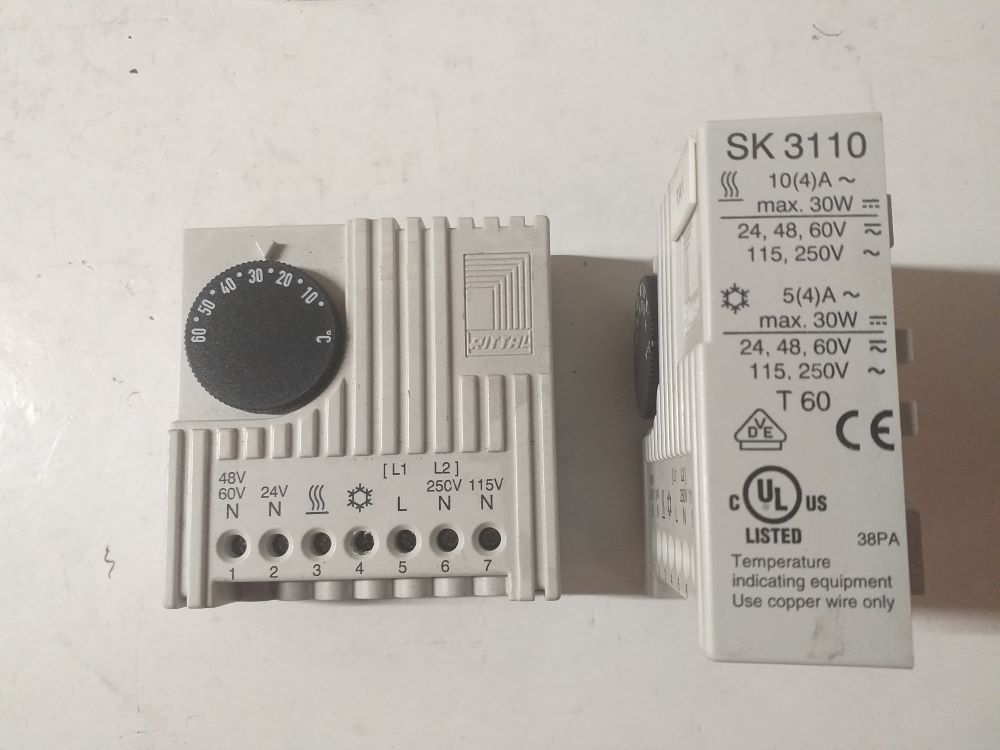 60 50 40 30 20 10 °C
RITTAL
[ L1 L2 ]
48V 60V N
24V N
L
250V N
115V N
1 2 3 4 5 6 7
SK 3110
10(4)A ~
max. 30W ⎓
24, 48, 60V
115, 250V ~
5(4)A ~
max. 30W ⎓
24, 48, 60V
115, 250V ~
T 60
VDE
CE
C UL US
®
LISTED
38PA
Temperature
indicating equipment
Use copper wire only